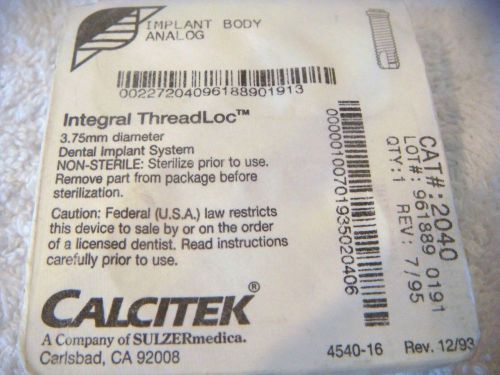 IMPLANT BODY
ANALOG
00227204096188901913
Integral ThreadLoc™
3.75mm diameter
Dental Implant System
NON-STERILE: Sterilize prior to use.
Remove part from package before
sterilization.
Caution: Federal (U.S.A.) law restricts
this device to sale by or on the order
of a licensed dentist. Read instructions
carefully prior to use.
CALCITEK®
A Company of SULZERmedica.
Carlsbad, CA 92008
4540-16 Rev. 12/93
CAT#: 2040
LOT#: 961889 0191
QTY: 1 REV: 7/95
00000100701935020406